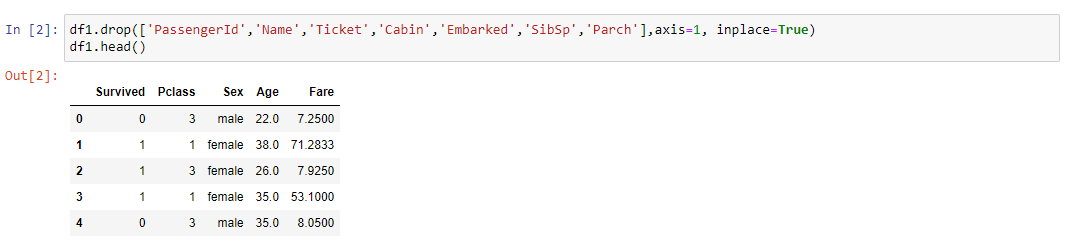 In [2]: df1.drop(['PassengerId','Name','Ticket','Cabin','Embarked','SibSp','Parch'],axis=1, inplace=True)
df1.head()
Out[2]:
Survived Pclass Sex Age Fare
0 0 3 male 22.0 7.2500
1 1 1 female 38.0 71.2833
2 1 3 female 26.0 7.9250
3 1 1 female 35.0 53.1000
4 0 3 male 35.0 8.0500